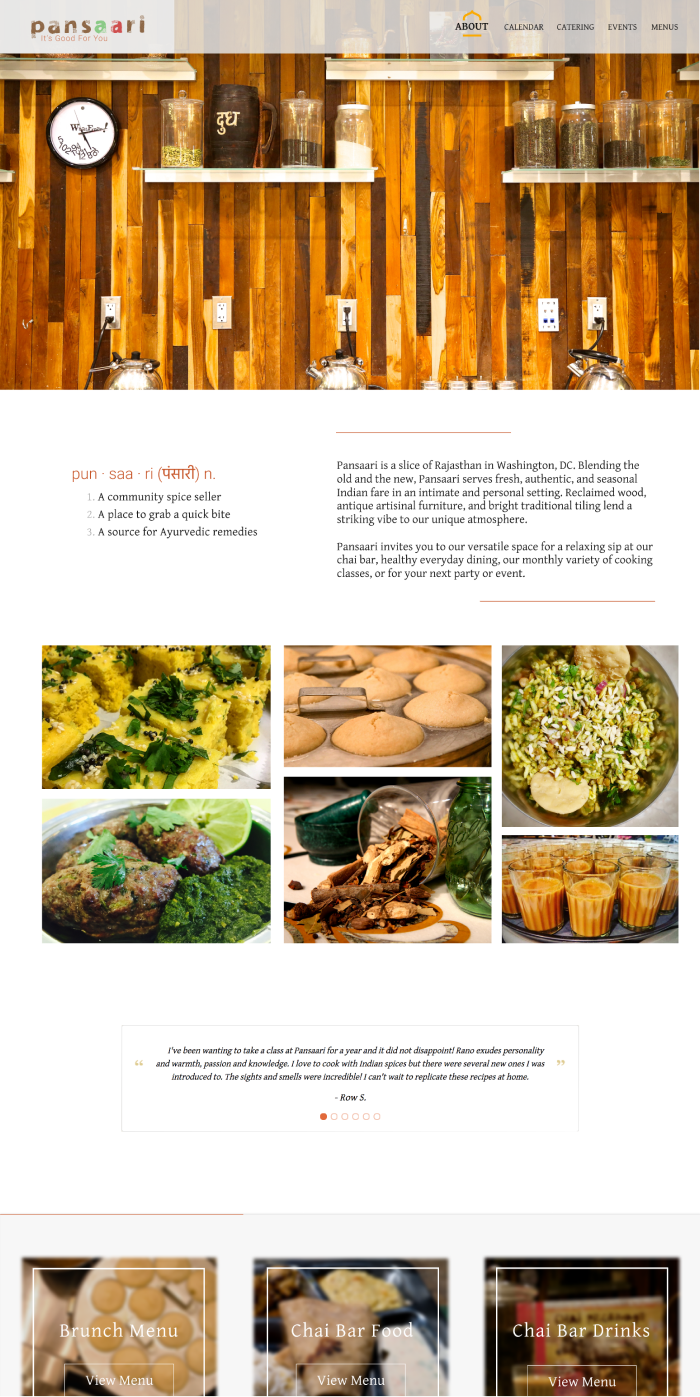 pansaari
It's Good For You
ABOUT
CALENDAR
CATERING
EVENTS
MENUS
दुध
pun · saa · ri (पंसारी) n.
1. A community spice seller
2. A place to grab a quick bite
3. A source for Ayurvedic remedies
Pansaari is a slice of Rajasthan in Washington, DC. Blending the
old and the new, Pansaari serves fresh, authentic, and seasonal
Indian fare in an intimate and personal setting. Reclaimed wood,
antique artisinal furniture, and bright traditional tiling lend a
striking vibe to our unique atmosphere.
Pansaari invites you to our versatile space for a relaxing sip at our
chai bar, healthy everyday dining, our monthly variety of cooking
classes, or for your next party or event.
“ I've been wanting to take a class at Pansaari for a year and it did not disappoint! Rano exudes personality
and warmth, passion and knowledge. I love to cook with Indian spices but there were several new ones I was
introduced to. The sights and smells were incredible! I can't wait to replicate these recipes at home. ”
- Row S.
Brunch Menu
View Menu
Chai Bar Food
View Menu
Chai Bar Drinks
View Menu